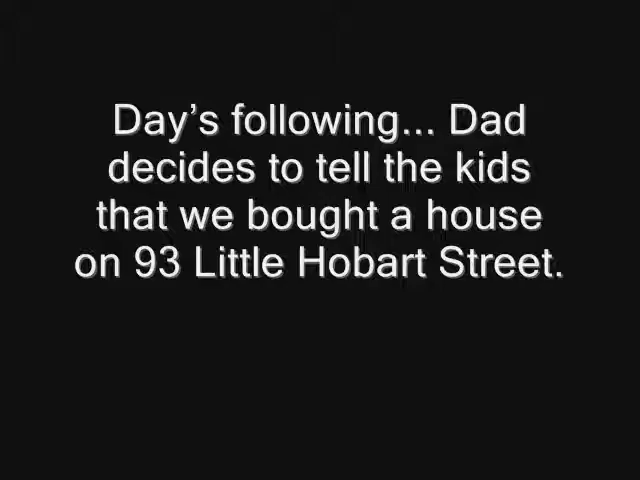 Day’s following... Dad
decides to tell the kids
that we bought a house
on 93 Little Hobart Street.